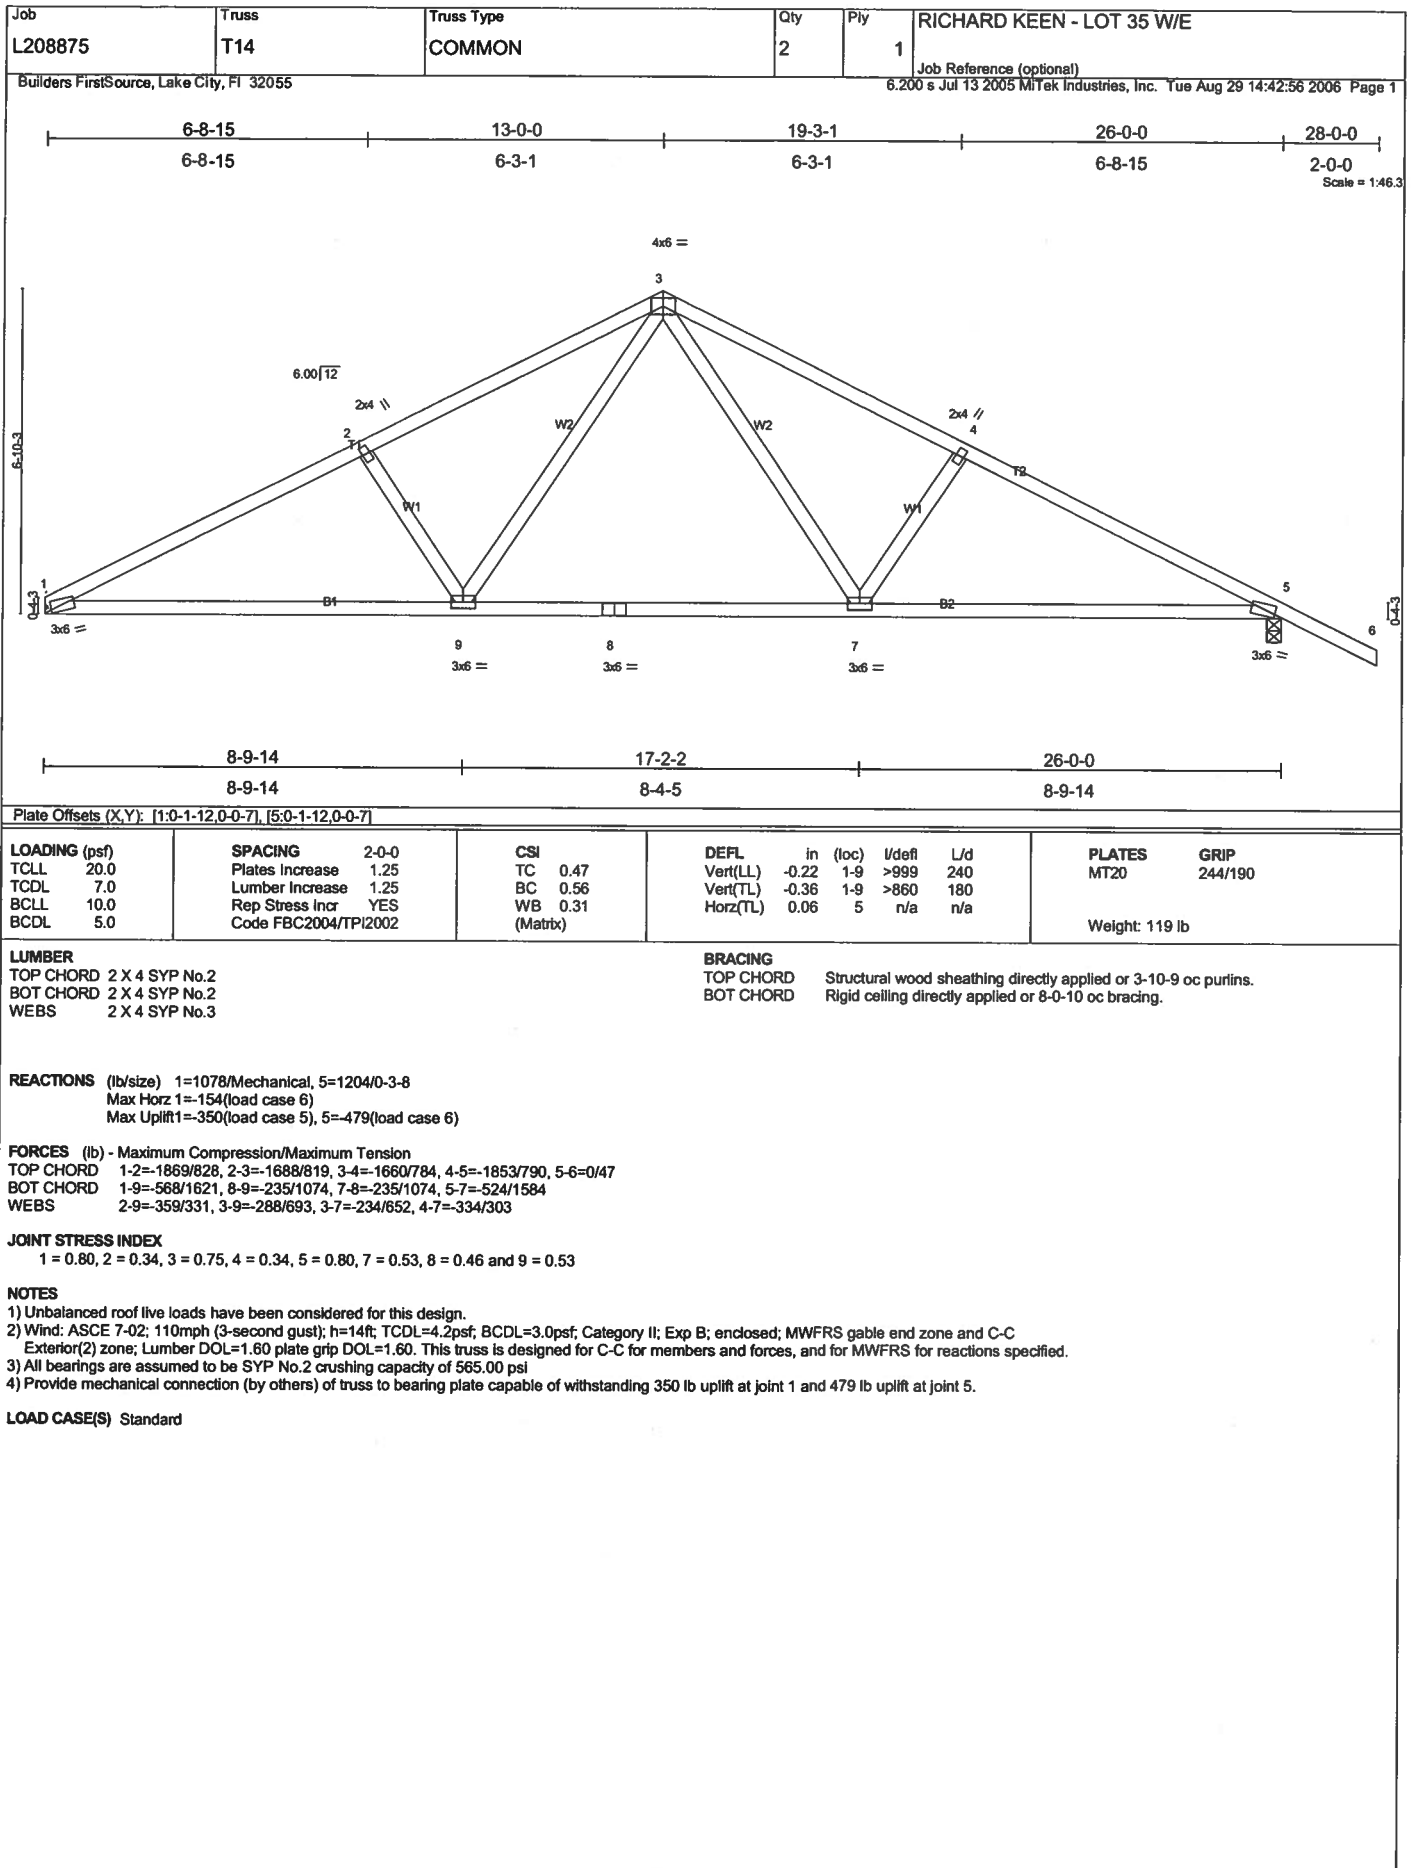 Job Truss Truss Type Qty Ply RICHARD KEEN - LOT 35 W/E
L208875 T14 COMMON 2 1
Job Reference (optional)
Builders FirstSource, Lake City, Fl 32055 6.200 s Jul 13 2005 MiTek Industries, Inc. Tue Aug 29 14:42:56 2006 Page 1
6-8-15 13-0-0 19-3-1 26-0-0 28-0-0
6-8-15 6-3-1 6-3-1 6-8-15 2-0-0
Scale = 1:46.3
4x6 =
3
6.00 12
2x4 \\
2x4 //
2
4
T1
W2
W2
T2
6-10-3
W1
W1
1
5
0-4-3
B1
B2
0-4-3
6
3x6 =
9 8 7
3x6 =
3x6 = 3x6 = 3x6 =
8-9-14 17-2-2 26-0-0
8-9-14 8-4-5 8-9-14
Plate Offsets (X,Y): [1:0-1-12,0-0-7], [5:0-1-12,0-0-7]
LOADING (psf) SPACING 2-0-0 CSI DEFL in (loc) l/defl L/d PLATES GRIP
TCLL 20.0 Plates Increase 1.25 TC 0.47 Vert(LL) -0.22 1-9 >999 240 MT20 244/190
TCDL 7.0 Lumber Increase 1.25 BC 0.56 Vert(TL) -0.36 1-9 >860 180
BCLL 10.0 Rep Stress Incr YES WB 0.31 Horz(TL) 0.06 5 n/a n/a
BCDL 5.0 Code FBC2004/TPI2002 (Matrix) Weight: 119 lb
LUMBER
TOP CHORD 2 X 4 SYP No.2
BOT CHORD 2 X 4 SYP No.2
WEBS 2 X 4 SYP No.3
BRACING
TOP CHORD Structural wood sheathing directly applied or 3-10-9 oc purlins.
BOT CHORD Rigid ceiling directly applied or 8-0-10 oc bracing.
REACTIONS (lb/size) 1=1078/Mechanical, 5=1204/0-3-8
Max Horz 1=-154(load case 6)
Max Uplift1=-350(load case 5), 5=-479(load case 6)
FORCES (lb) - Maximum Compression/Maximum Tension
TOP CHORD 1-2=-1869/828, 2-3=-1688/819, 3-4=-1660/784, 4-5=-1853/790, 5-6=0/47
BOT CHORD 1-9=-568/1621, 8-9=-235/1074, 7-8=-235/1074, 5-7=-524/1584
WEBS 2-9=-359/331, 3-9=-288/693, 3-7=-234/652, 4-7=-334/303
JOINT STRESS INDEX
1 = 0.80, 2 = 0.34, 3 = 0.75, 4 = 0.34, 5 = 0.80, 7 = 0.53, 8 = 0.46 and 9 = 0.53
NOTES
1) Unbalanced roof live loads have been considered for this design.
2) Wind: ASCE 7-02; 110mph (3-second gust); h=14ft; TCDL=4.2psf; BCDL=3.0psf; Category II; Exp B; enclosed; MWFRS gable end zone and C-C
Exterior(2) zone; Lumber DOL=1.60 plate grip DOL=1.60. This truss is designed for C-C for members and forces, and for MWFRS for reactions specified.
3) All bearings are assumed to be SYP No.2 crushing capacity of 565.00 psi
4) Provide mechanical connection (by others) of truss to bearing plate capable of withstanding 350 lb uplift at joint 1 and 479 lb uplift at joint 5.
LOAD CASE(S) Standard